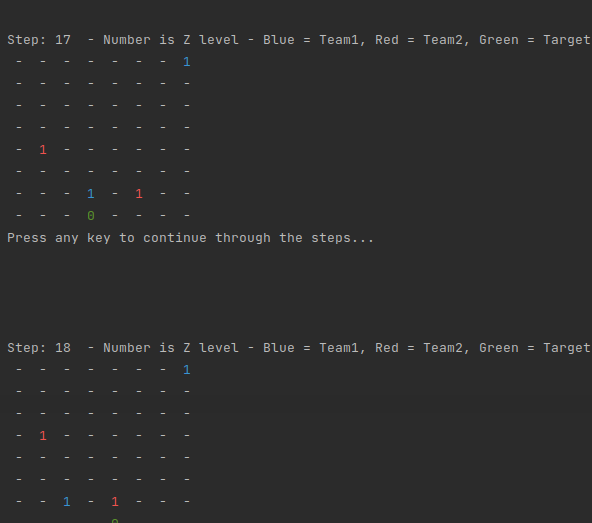 Step: 17  - Number is Z level - Blue = Team1, Red = Team2, Green = Target
 -  -  -  -  -  -  -  1
 -  -  -  -  -  -  -  -
 -  -  -  -  -  -  -  -
 -  -  -  -  -  -  -  -
 -  1  -  -  -  -  -  -
 -  -  -  -  -  -  -  -
 -  -  -  1  -  1  -  -
 -  -  -  0  -  -  -  -
Press any key to continue through the steps...
Step: 18  - Number is Z level - Blue = Team1, Red = Team2, Green = Target
 -  -  -  -  -  -  -  1
 -  -  -  -  -  -  -  -
 -  -  -  -  -  -  -  -
 -  1  -  -  -  -  -  -
 -  -  -  -  -  -  -  -
 -  -  -  -  -  -  -  -
 -  -  1  -  1  -  -  -